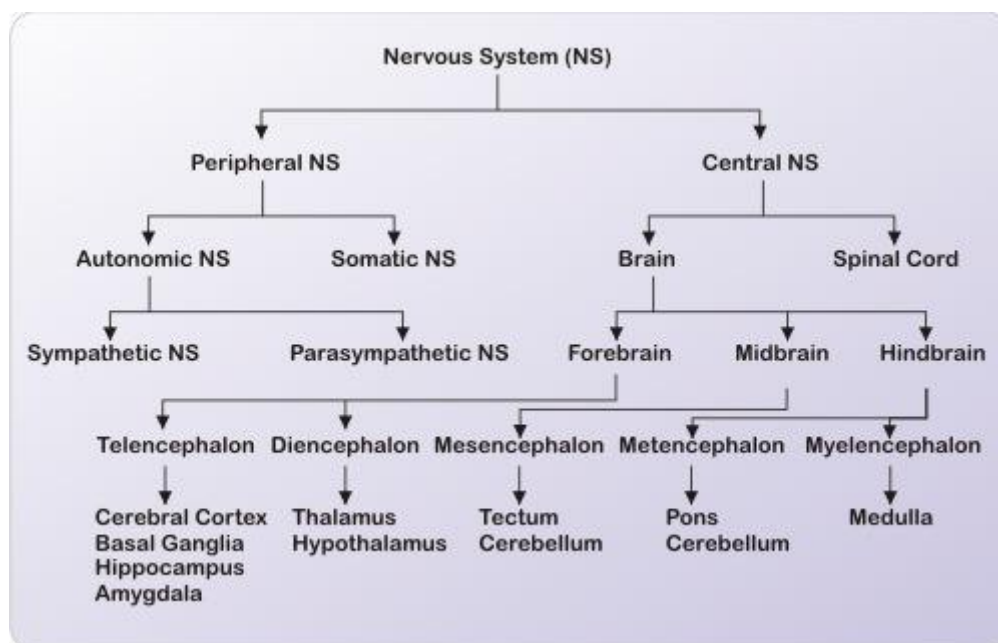 Nervous System (NS)
Peripheral NS Central NS
Autonomic NS Somatic NS Brain Spinal Cord
Sympathetic NS Parasympathetic NS Forebrain Midbrain Hindbrain
Telencephalon Diencephalon Mesencephalon Metencephalon Myelencephalon
Cerebral Cortex Thalamus Tectum Pons Medulla
Basal Ganglia Hypothalamus Cerebellum Cerebellum
Hippocampus
Amygdala